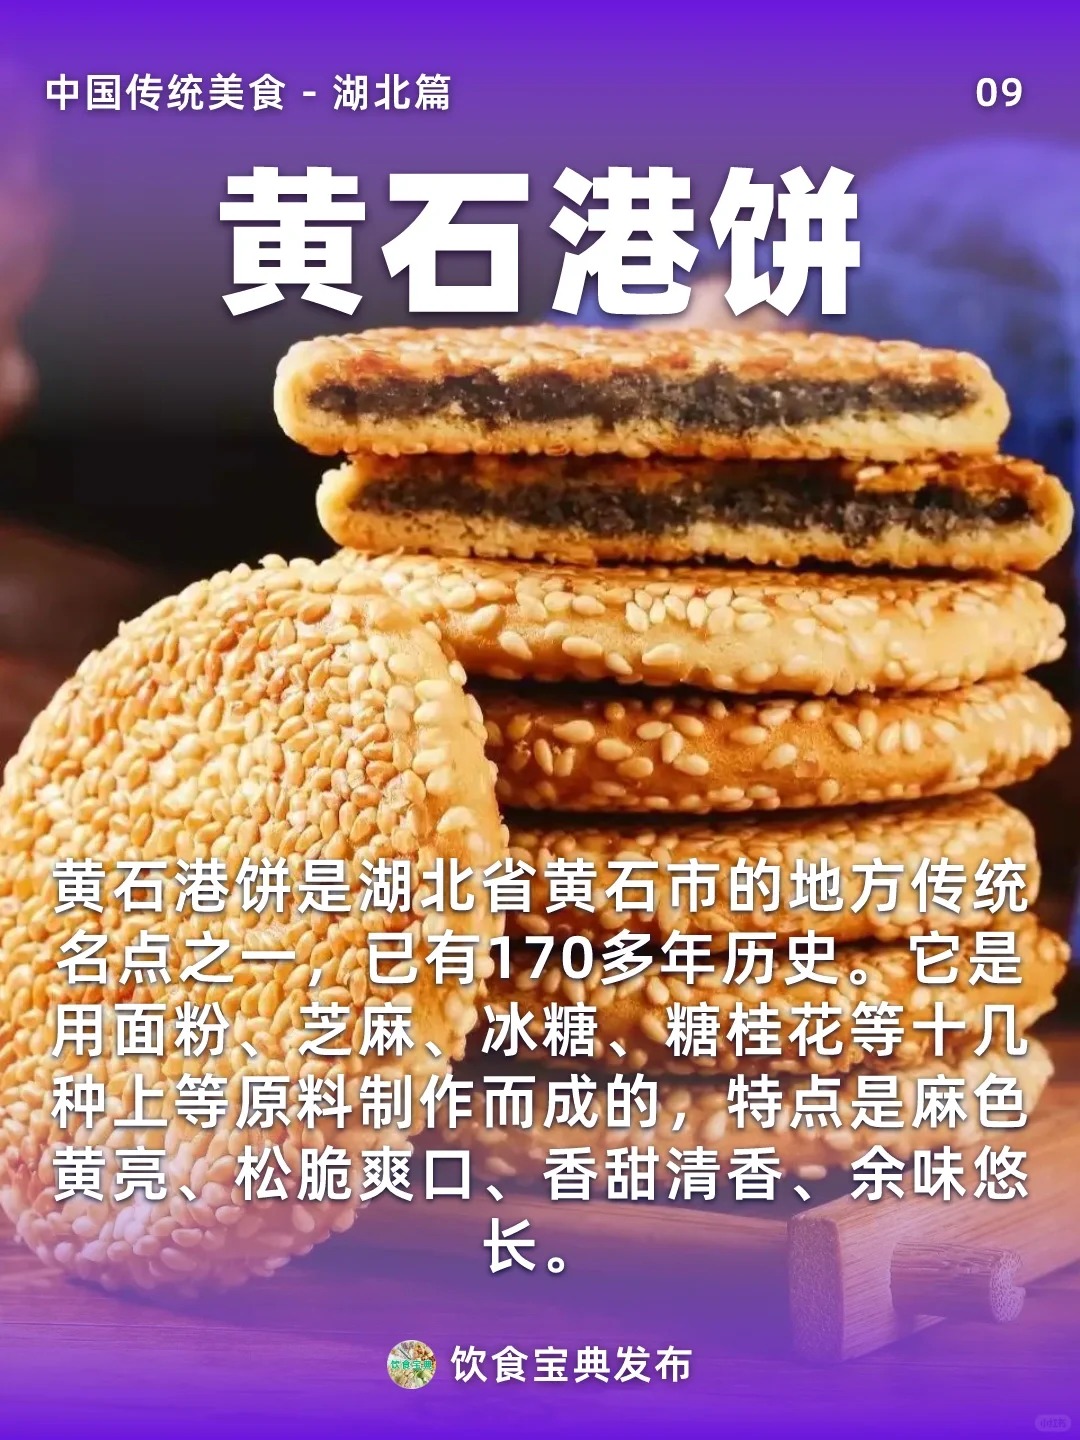 中国传统美食 - 湖北篇
09
黄石港饼
黄石港饼是湖北省黄石市的地方传统
名点之一，已有170多年历史。它是
用面粉、芝麻、冰糖、糖桂花等十几
种上等原料制作而成的，特点是麻色
黄亮、松脆爽口、香甜清香、余味悠
长。
饮食宝典
饮食宝典发布